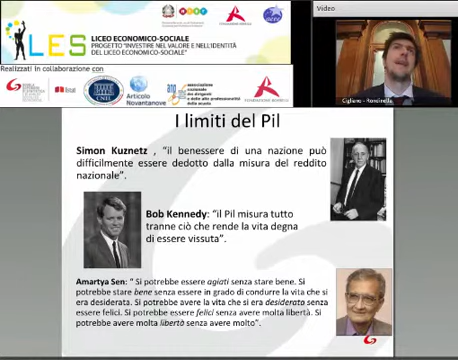 LES
LICEO ECONOMICO-SOCIALE
PROGETTO "INVESTIRE NEL VALORE E NELL'IDENTITÀ
DEL LICEO ECONOMICO-SOCIALE"
Realizzati in collaborazione con
Articolo
Novantanove
associazione
nazionale
Video
I limiti del Pil
Simon Kuznetz , “il benessere di una nazione può
difficilmente essere dedotto dalla misura del reddito
nazionale”.
Bob Kennedy: “il Pil misura tutto
tranne ciò che rende la vita degna
di essere vissuta”.
Amartya Sen: “ Si potrebbe essere agiati senza stare bene. Si
potrebbe stare bene senza essere in grado di condurre la vita che si
era desiderata. Si potrebbe avere la vita che si era desiderato senza
essere felici. Si potrebbe essere felici senza avere molta libertà. Si
potrebbe avere molta libertà senza avere molto”.